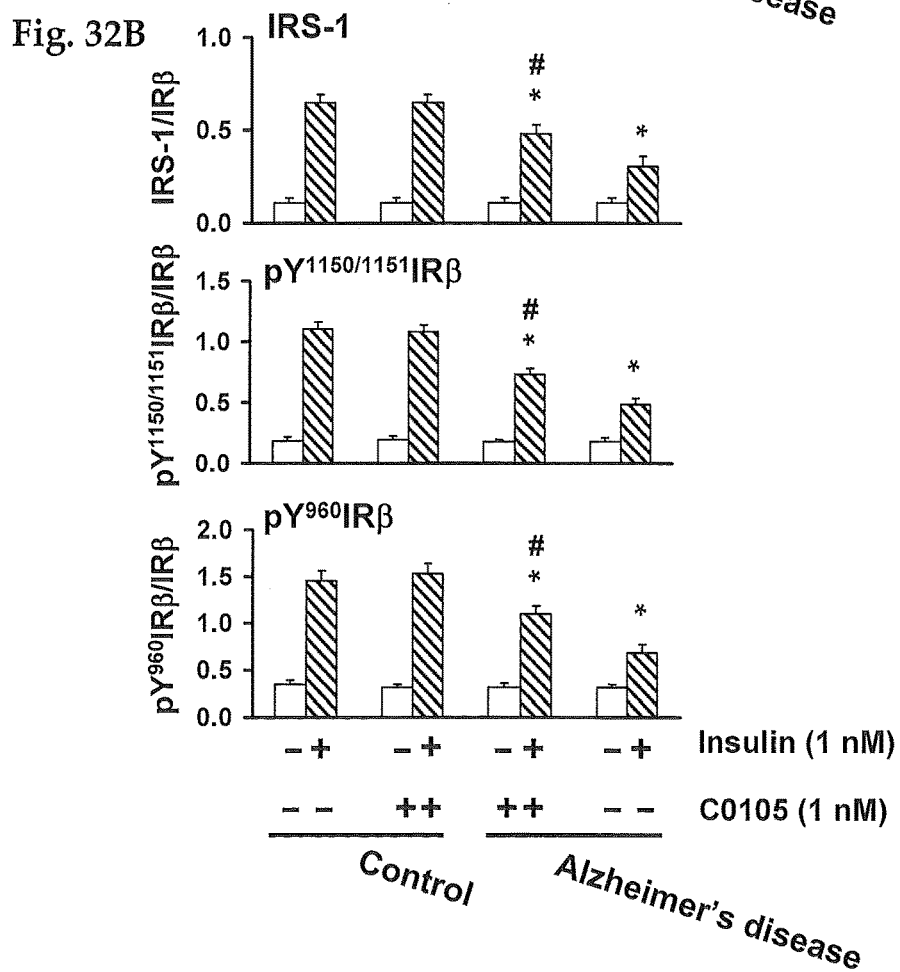 ease
Fig. 32B
IRS-1
IRS-1/IRβ
1.0
0.5
0.0
#
*
*
pY1150/1151IRβ
pY1150/1151IRβ/IRβ
1.5
1.0
0.5
0.0
#
*
*
pY960IRβ
pY960IRβ/IRβ
2.0
1.5
1.0
0.5
0.0
#
*
*
– + – + – + – + Insulin (1 nM)
– – + + + + – – C0105 (1 nM)
Control
Alzheimer's disease